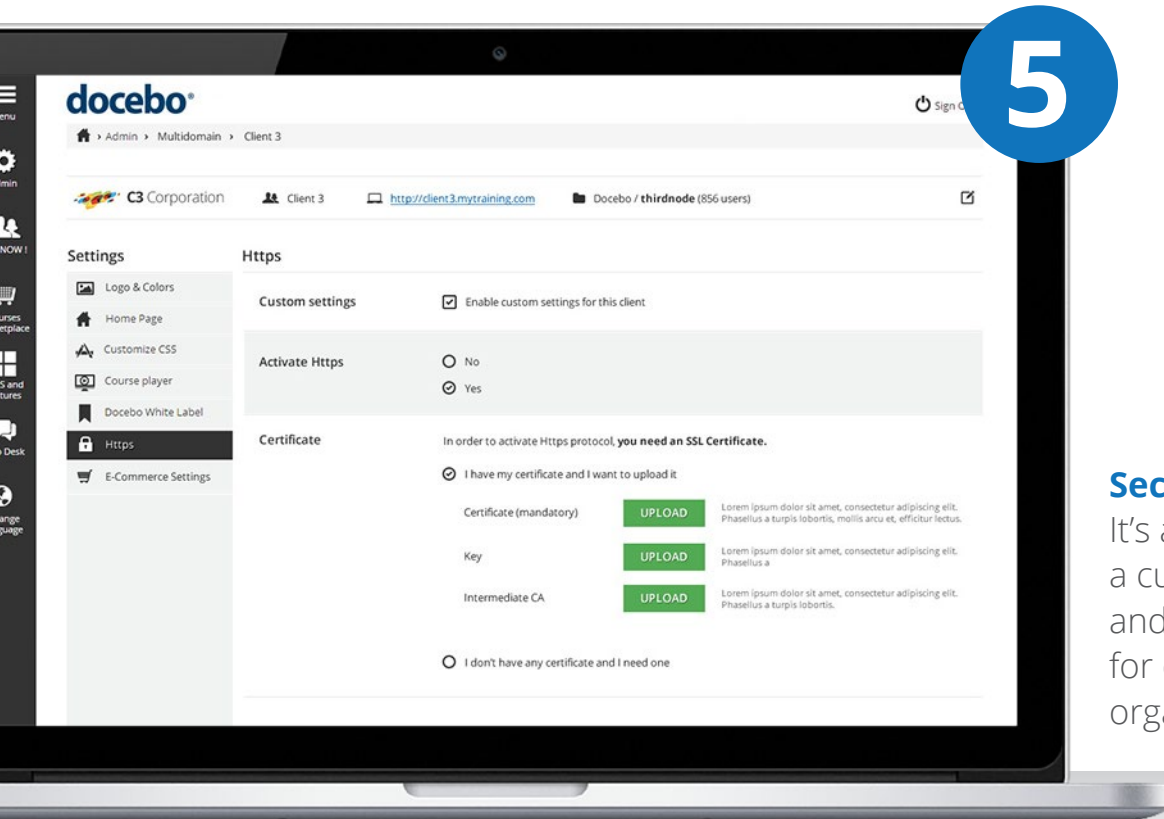 5
docebo
Sign
Admin › Multidomain › Client 3
C3 Corporation Client 3 http://client3.mytraining.com Docebo / thirdnode (856 users)
NOW !
Settings
Logo & Colors
Home Page
Customize CSS
Course player
Docebo White Label
Https
E-Commerce Settings
Https
Custom settings
Enable custom settings for this client
Activate Https
No
Yes
Certificate
In order to activate Https protocol, you need an SSL Certificate.
I have my certificate and I want to upload it
Certificate (mandatory) UPLOAD
Lorem ipsum dolor sit amet, consectetur adipiscing elit.
Phasellus a turpis lobortis, mollis arcu et, efficitur lectus.
Key UPLOAD
Lorem ipsum dolor sit amet, consectetur adipiscing elit.
Phasellus a
Intermediate CA UPLOAD
Lorem ipsum dolor sit amet, consectetur adipiscing elit.
Phasellus a turpis lobortis.
I don't have any certificate and I need one
Sec
It's a
a cu
and
for
orga